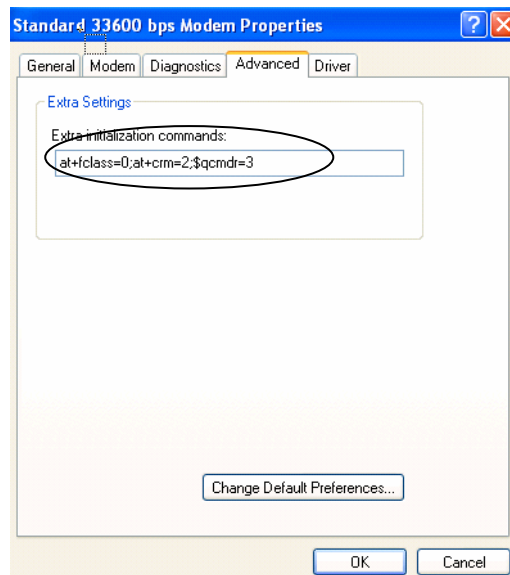 Standard 33600 bps Modem Properties
General Modem Diagnostics Advanced Driver
Extra Settings
Extra initialization commands:
at+fclass=0;at+crm=2;$qcmdr=3
Change Default Preferences...
OK Cancel